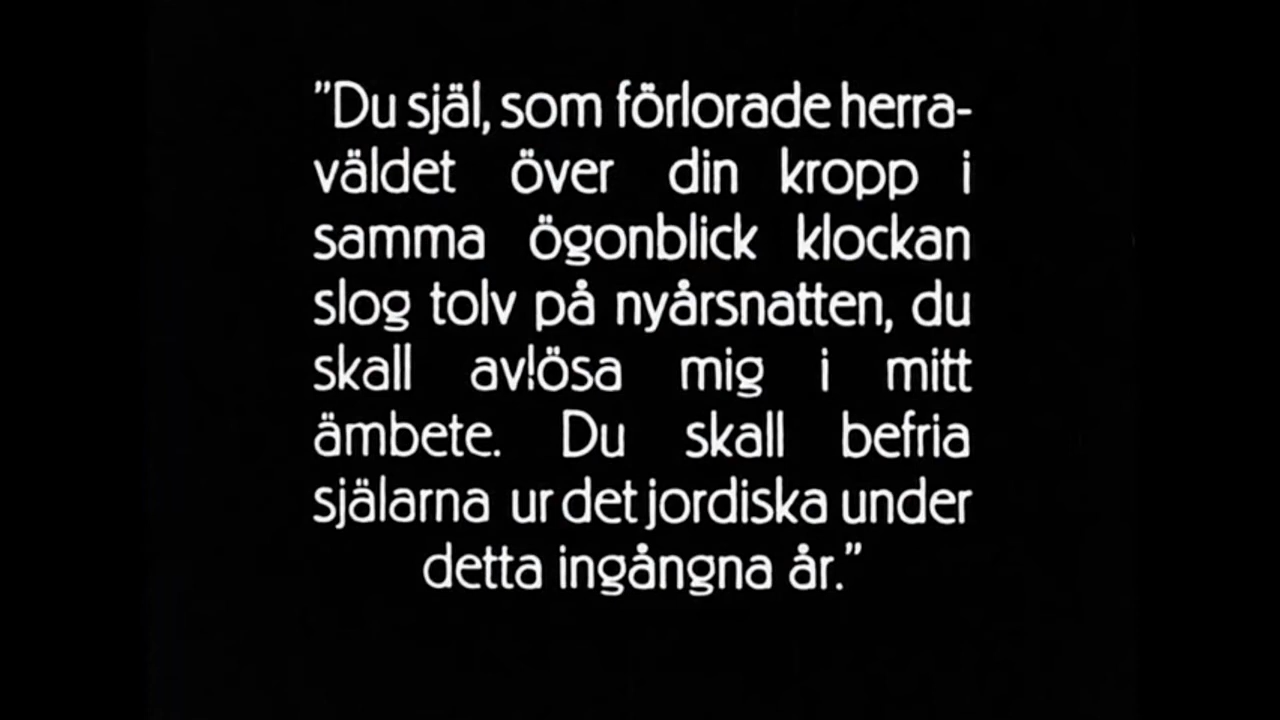 ”Du själ, som förlorade herra-
väldet över din kropp i
samma ögonblick klockan
slog tolv på nyårsnatten, du
skall avlösa mig i mitt
ämbete. Du skall befria
själarna ur det jordiska under
detta ingångna år.”